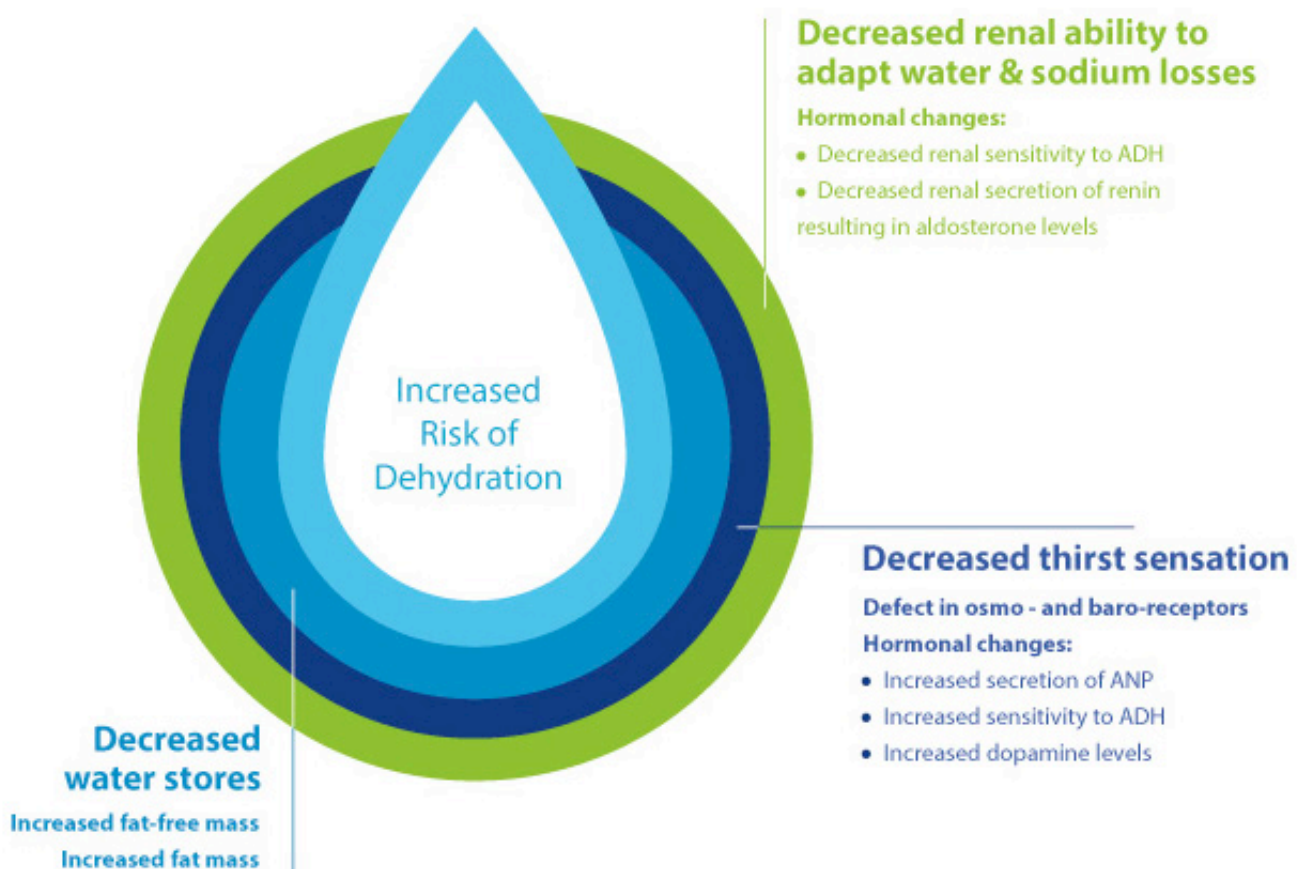 Decreased renal ability to
adapt water & sodium losses
Hormonal changes:
• Decreased renal sensitivity to ADH
• Decreased renal secretion of renin
resulting in aldosterone levels
Increased
Risk of
Dehydration
Decreased thirst sensation
Defect in osmo - and baro-receptors
Hormonal changes:
• Increased secretion of ANP
• Increased sensitivity to ADH
• Increased dopamine levels
Decreased
water stores
Increased fat-free mass
Increased fat mass